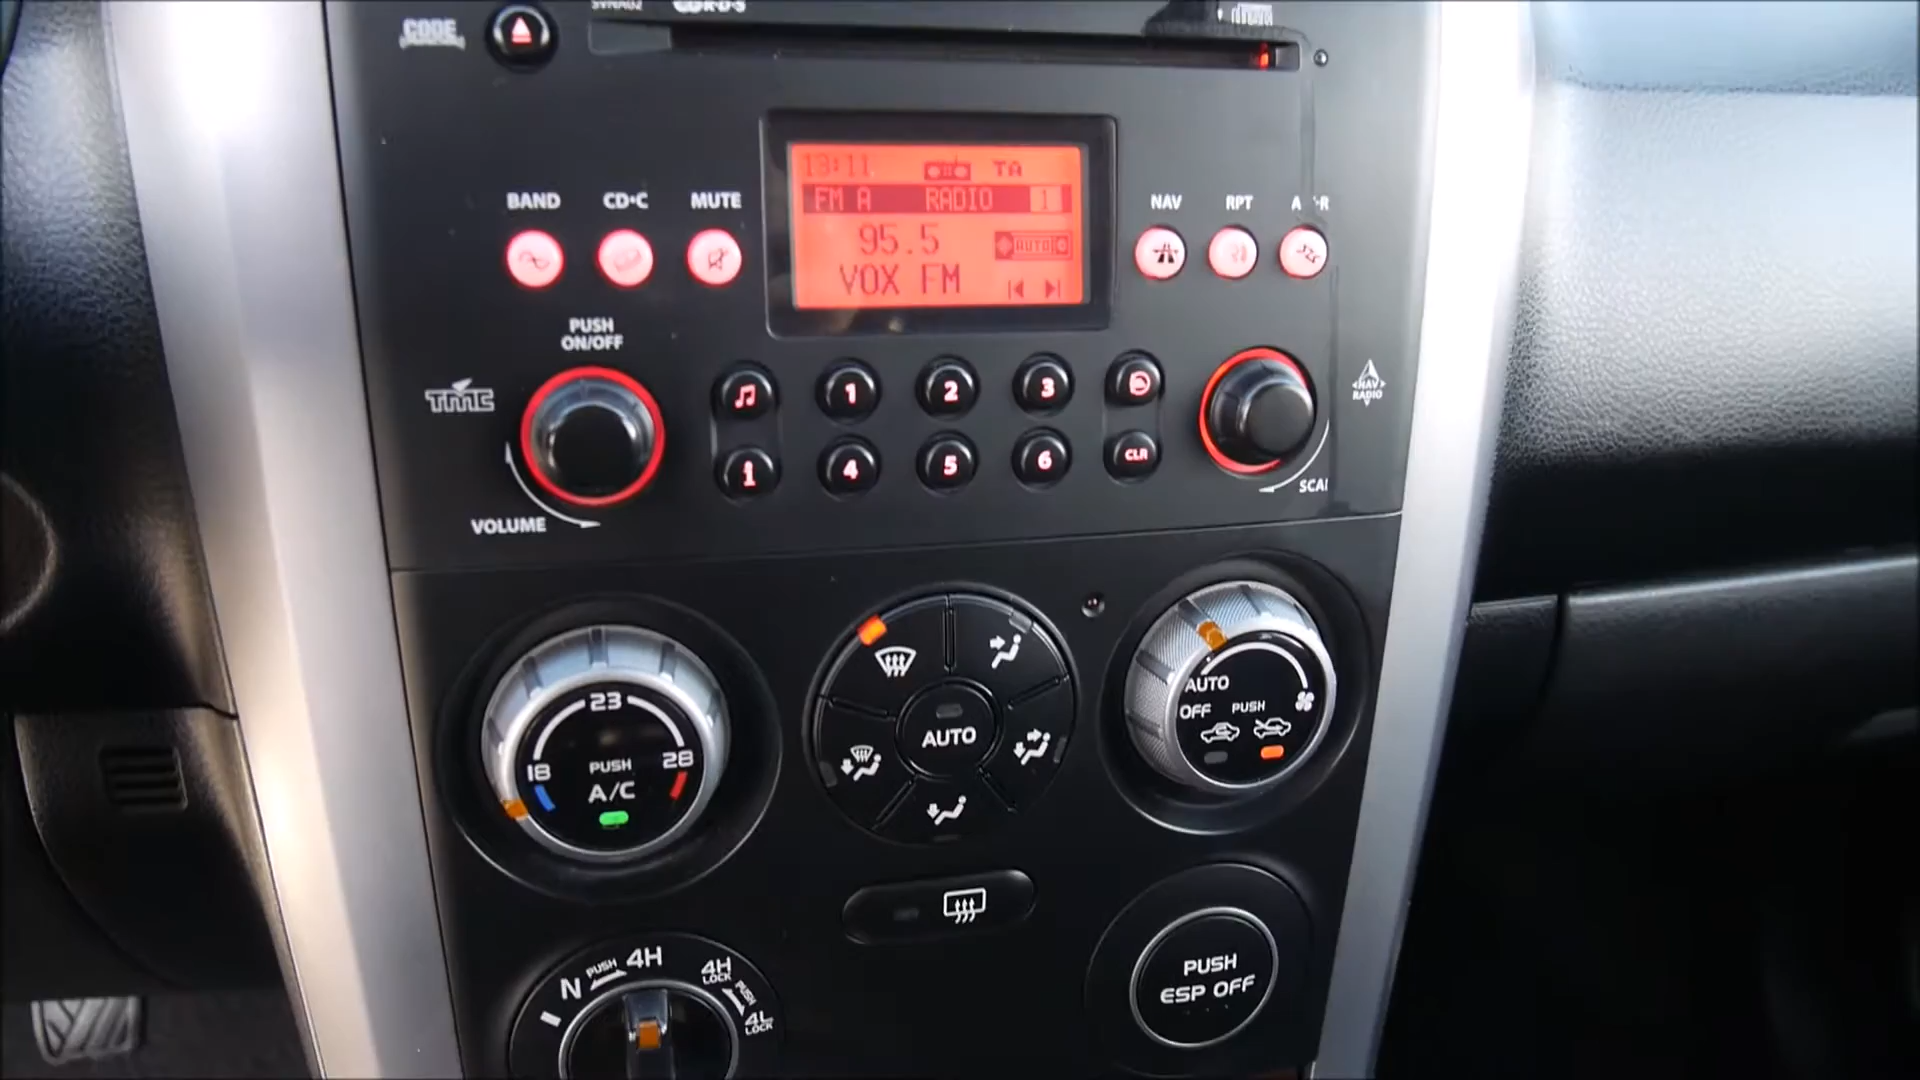 CODE
BAND
CD•C
MUTE
13:11
TA
FM A RADIO 1
95.5
AUTO
VOX FM
NAV
RPT
PUSH
ON/OFF
TMC
VOLUME
1
2
3
i
4
5
6
CLR
NAV
RADIO
23
18
28
PUSH
A/C
AUTO
AUTO
OFF
PUSH
N
PUSH
4H
4H
LOCK
PUSH
4L
LOCK
PUSH
ESP OFF